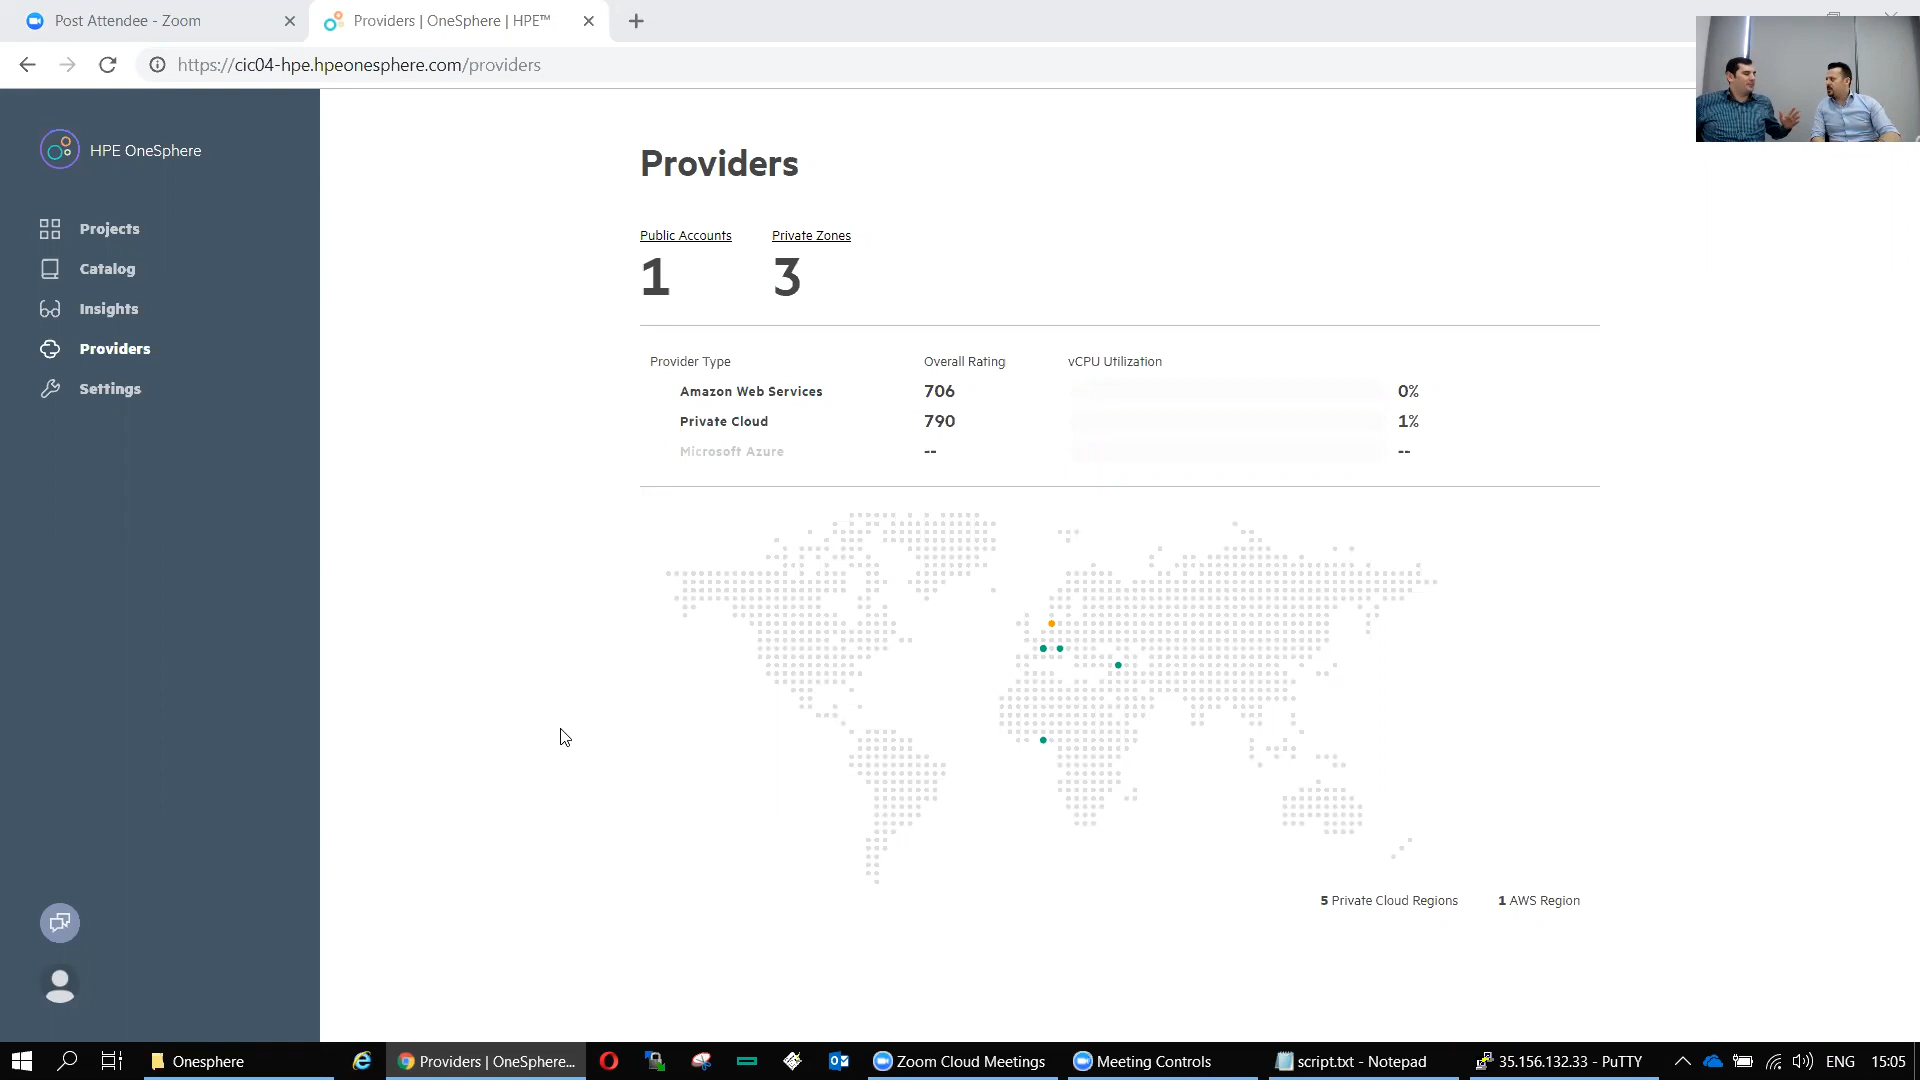 Post Attendee - Zoom
Providers | OneSphere | HPE™
https://cic04-hpe.hpeonesphere.com/providers
HPE OneSphere
Projects
Catalog
Insights
Providers
Settings
Providers
Public Accounts Private Zones
1 3
Provider Type Overall Rating vCPU Utilization
Amazon Web Services 706 0%
Private Cloud 790 1%
Microsoft Azure -- --
5 Private Cloud Regions 1 AWS Region
Onesphere
Providers | OneSphere...
Zoom Cloud Meetings
Meeting Controls
script.txt - Notepad
35.156.132.33 - PuTTY
ENG
15:05